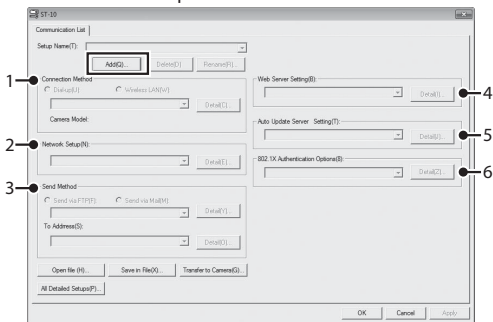 ST-10
Communication List
Setup Name(T):
Add(Q)... Delete(D) Rename(R)...
1 Connection Method
Dial-up(U) Wireless LAN(W)
Detail(C)...
Camera Model:
2 Network Setup(N):
Detail(E)...
3 Send Method
Send via FTP(F) Send via Mail(M)
Detail(Y)...
To Address(S):
Detail(O)...
Open file (H)... Save in File(X)... Transfer to Camera(G)...
All Detailed Setups(P)...
Web Server Setting(B):
Detail(I)... 4
Auto Update Server Setting(T):
Detail(J)... 5
802.1X Authentication Options(8):
Detail(Z)... 6
OK Cancel Apply